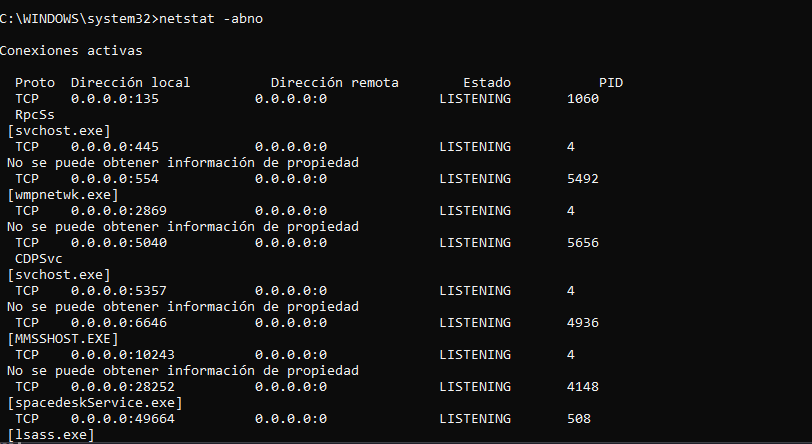 C:\WINDOWS\system32>netstat -abno
Conexiones activas
Proto Dirección local Dirección remota Estado PID
TCP 0.0.0.0:135 0.0.0.0:0 LISTENING 1060
RpcSs
[svchost.exe]
TCP 0.0.0.0:445 0.0.0.0:0 LISTENING 4
No se puede obtener información de propiedad
TCP 0.0.0.0:554 0.0.0.0:0 LISTENING 5492
[wmpnetwk.exe]
TCP 0.0.0.0:2869 0.0.0.0:0 LISTENING 4
No se puede obtener información de propiedad
TCP 0.0.0.0:5040 0.0.0.0:0 LISTENING 5656
CDPSvc
[svchost.exe]
TCP 0.0.0.0:5357 0.0.0.0:0 LISTENING 4
No se puede obtener información de propiedad
TCP 0.0.0.0:6646 0.0.0.0:0 LISTENING 4936
[MMSSHOST.EXE]
TCP 0.0.0.0:10243 0.0.0.0:0 LISTENING 4
No se puede obtener información de propiedad
TCP 0.0.0.0:28252 0.0.0.0:0 LISTENING 4148
[spacedeskService.exe]
TCP 0.0.0.0:49664 0.0.0.0:0 LISTENING 508
[lsass.exe]